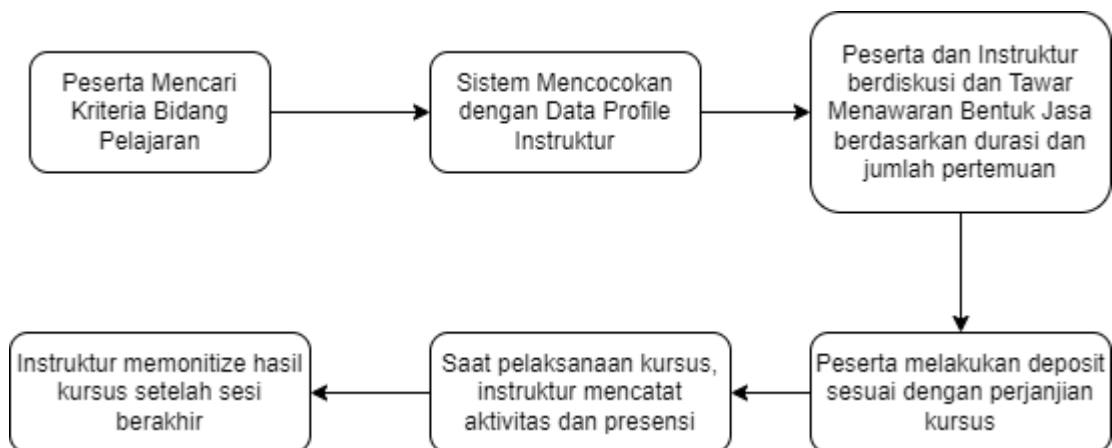 Peserta Mencari
Kriteria Bidang
Pelajaran
Sistem Mencocokan
dengan Data Profile
Instruktur
Peserta dan Instruktur
berdiskusi dan Tawar
Menawaran Bentuk Jasa
berdasarkan durasi dan
jumlah pertemuan
Peserta melakukan deposit
sesuai dengan perjanjian
kursus
Saat pelaksanaan kursus,
instruktur mencatat
aktivitas dan presensi
Instruktur memonitize hasil
kursus setelah sesi
berakhir